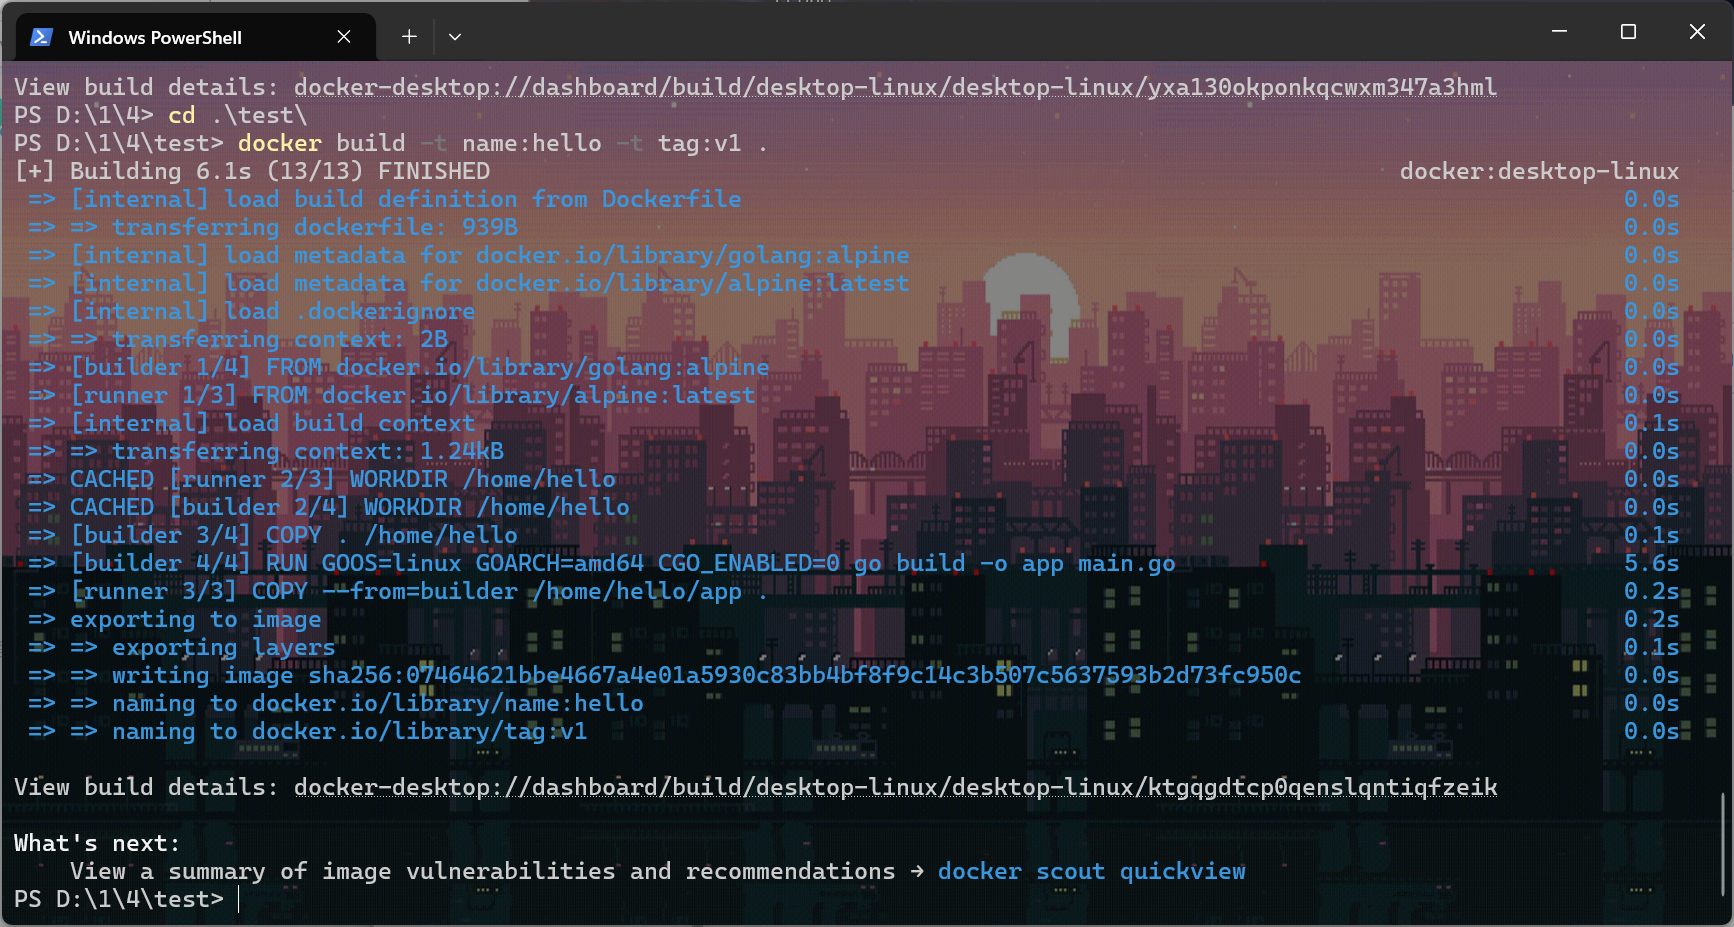 Windows PowerShell
View build details: docker-desktop://dashboard/build/desktop-linux/desktop-linux/yxal30okponkqcwxm347a3hml
PS D:\1\4> cd .\test\
PS D:\1\4\test> docker build -t name:hello -t tag:v1 .
[+] Building 6.1s (13/13) FINISHED docker:desktop-linux
=> [internal] load build definition from Dockerfile 0.0s
=> => transferring dockerfile: 939B 0.0s
=> [internal] load metadata for docker.io/library/golang:alpine 0.0s
=> [internal] load metadata for docker.io/library/alpine:latest 0.0s
=> [internal] load .dockerignore 0.0s
=> => transferring context: 2B 0.0s
=> [builder 1/4] FROM docker.io/library/golang:alpine 0.0s
=> [runner 1/3] FROM docker.io/library/alpine:latest 0.0s
=> [internal] load build context 0.1s
=> => transferring context: 1.24kB 0.0s
=> CACHED [runner 2/3] WORKDIR /home/hello 0.0s
=> CACHED [builder 2/4] WORKDIR /home/hello 0.0s
=> [builder 3/4] COPY . /home/hello 0.1s
=> [builder 4/4] RUN GOOS=linux GOARCH=amd64 CGO_ENABLED=0 go build -o app main.go 5.6s
=> [runner 3/3] COPY --from=builder /home/hello/app . 0.2s
=> exporting to image 0.2s
=> => exporting layers 0.1s
=> => writing image sha256:07464621bbe4667a4e01a5930c83bb4bf8f9c14c3b507c5637593b2d73fc950c 0.0s
=> => naming to docker.io/library/name:hello 0.0s
=> => naming to docker.io/library/tag:v1 0.0s
View build details: docker-desktop://dashboard/build/desktop-linux/desktop-linux/ktgqgdtcp0qenslqntiqfzeik
What's next:
View a summary of image vulnerabilities and recommendations → docker scout quickview
PS D:\1\4\test>